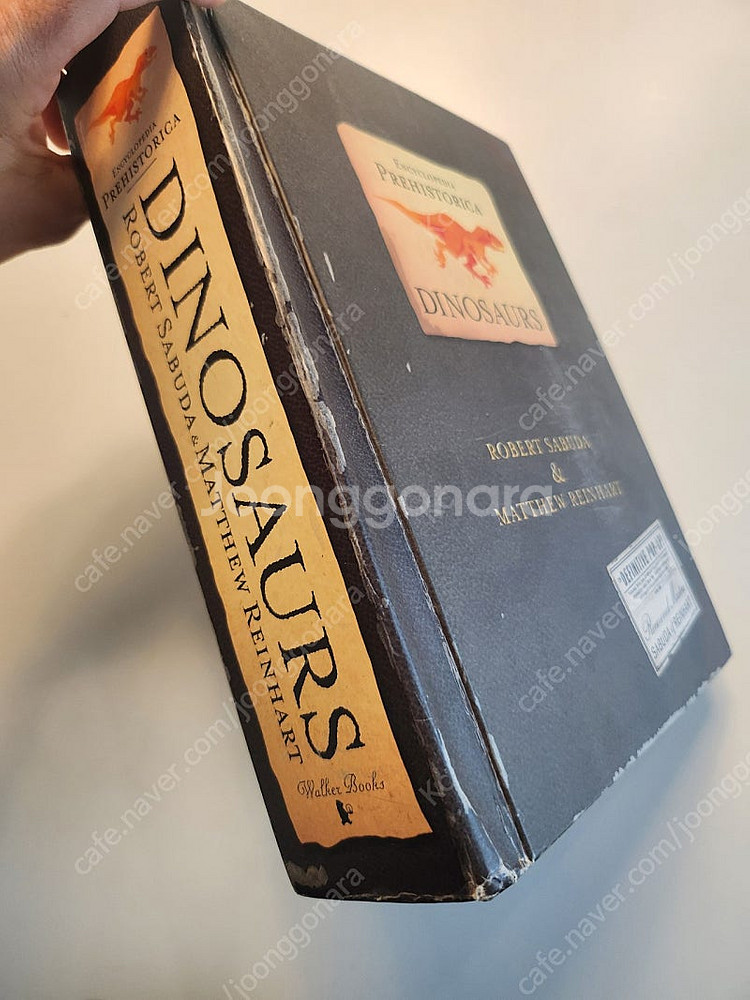 ENCYCLOPEDIA
PREHISTORICA
DINOSAURS
ROBERT SABUDA & MATTHEW REINHART
Walker Books
ENCYCLOPEDIA
PREHISTORICA
DINOSAURS
ROBERT SABUDA
&
MATTHEW REINHART
DEFINITIVE POP-UP
SABUDA / REINHART
joonggonara
cafe.naver.com/joonggonara